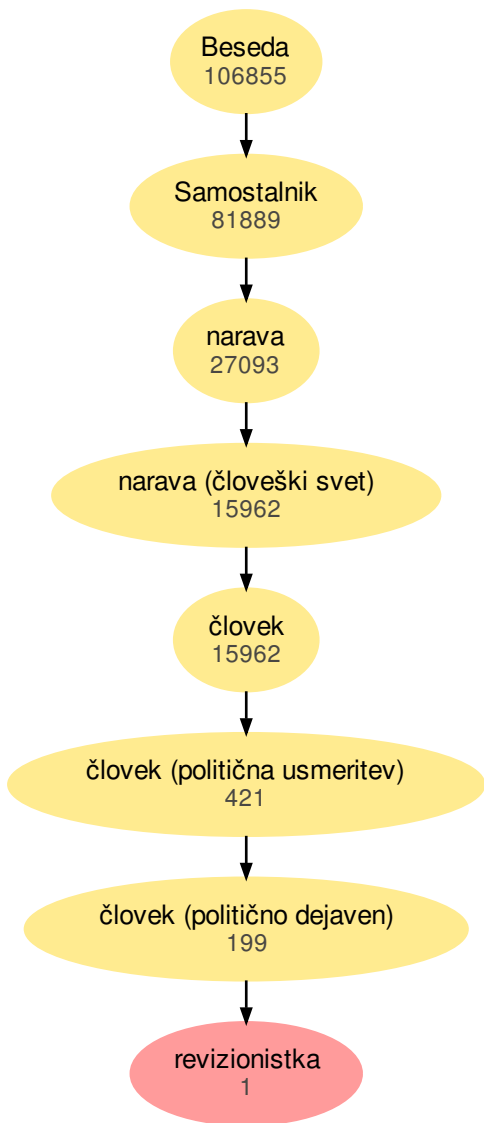 Beseda
106855
Samostalnik
81889
narava
27093
narava (človeški svet)
15962
človek
15962
človek (politična usmeritev)
421
človek (politično dejaven)
199
revizionistka
1